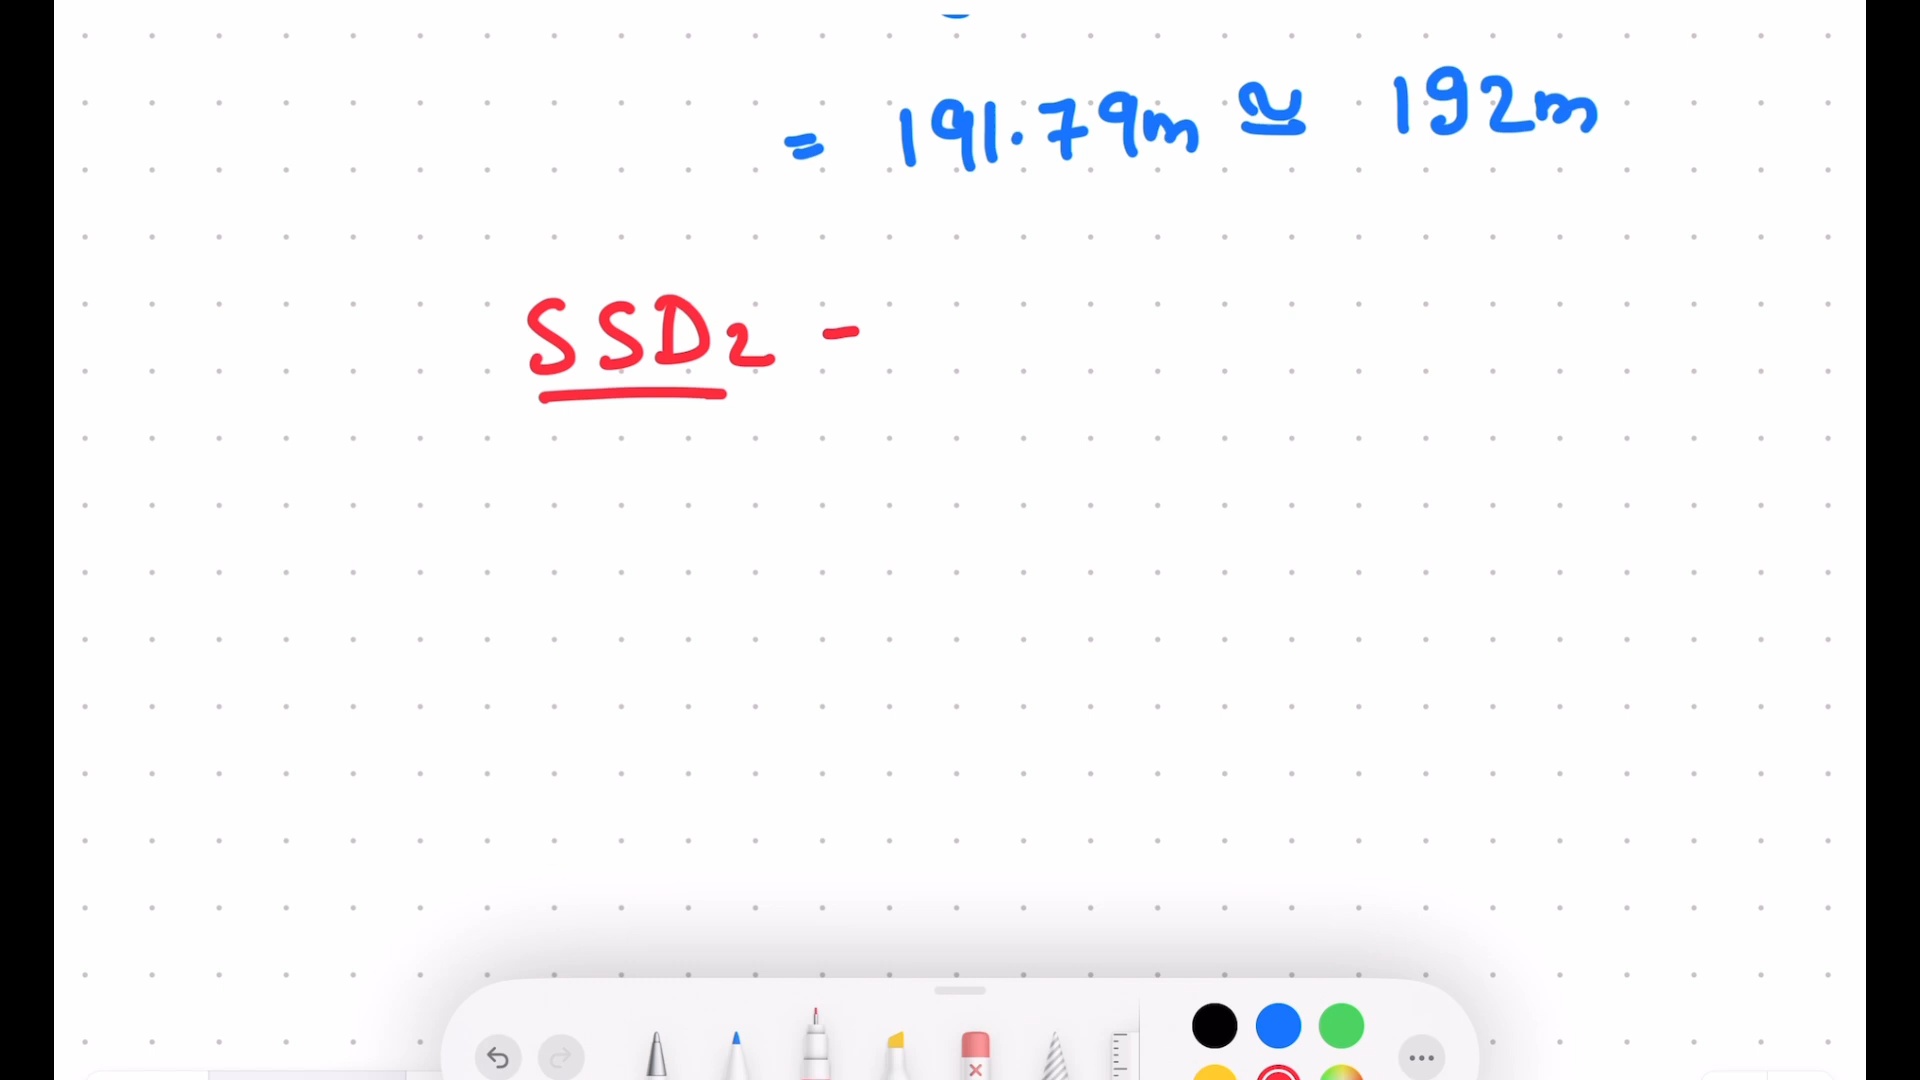 = 191.79m ≅ 192m
SSD₂ -